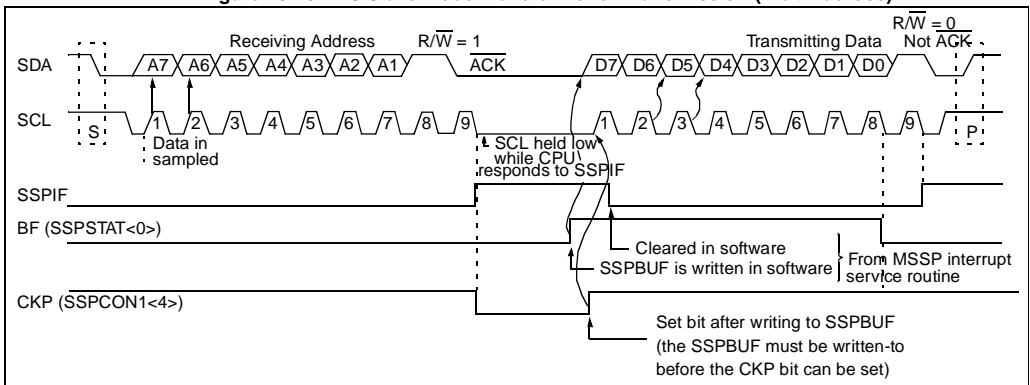 R/W = 0
Receiving Address R/W = 1 Transmitting Data Not ACK
SDA A7 A6 A5 A4 A3 A2 A1 ACK D7 D6 D5 D4 D3 D2 D1 D0
SCL S 1 2 3 4 5 6 7 8 9 1 2 3 4 5 6 7 8 9 P
Data in
sampled
SCL held low
while CPU
responds to SSPIF
SSPIF
BF (SSPSTAT<0>)
Cleared in software
SSPBUF is written in software
From MSSP interrupt
service routine
CKP (SSPCON1<4>)
Set bit after writing to SSPBUF
(the SSPBUF must be written-to
before the CKP bit can be set)